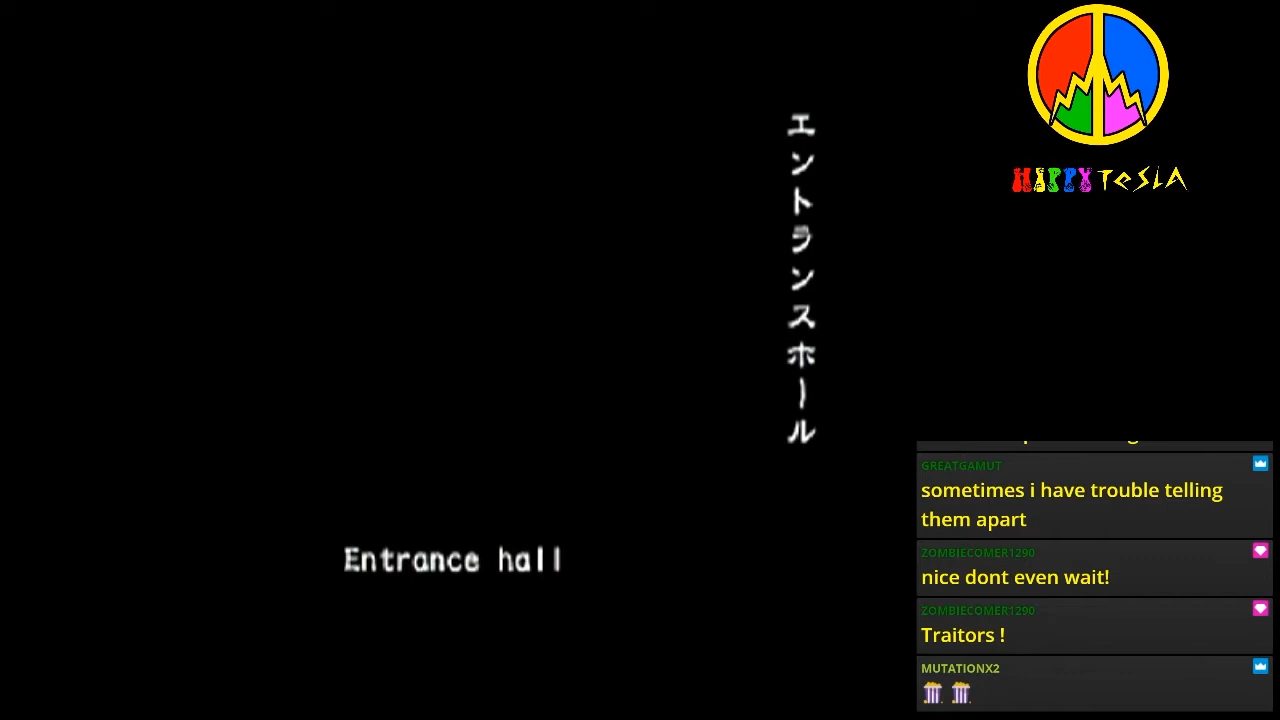 HAPPYTESLA
エントランスホール
Entrance hall
GREATGAMUT
sometimes i have trouble telling
them apart
ZOMBIECOMER1290
nice dont even wait!
ZOMBIECOMER1290
Traitors !
MUTATIONX2